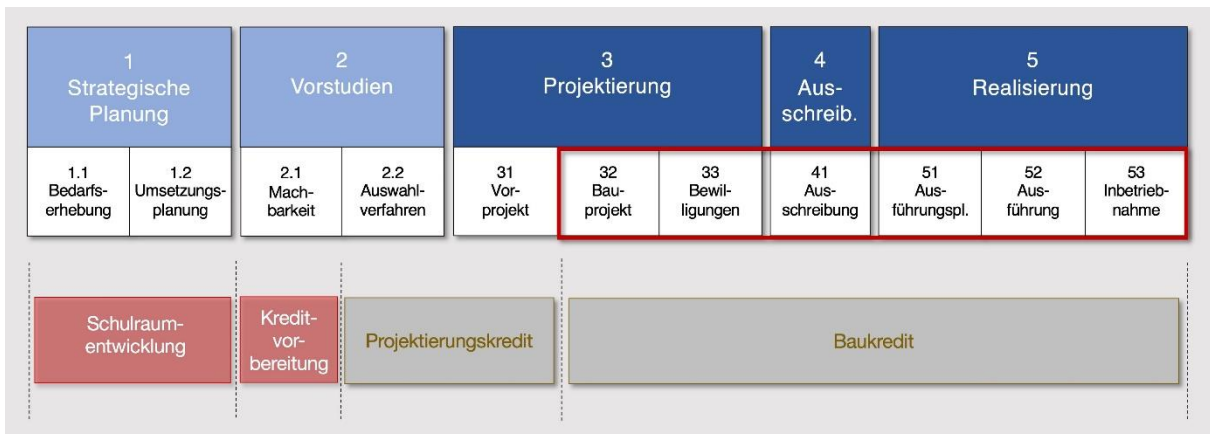 1
Strategische
Planung
2
Vorstudien
3
Projektierung
4
Aus-
schreib.
5
Realisierung
1.1
Bedarfs-
erhebung
1.2
Umsetzungs-
planung
2.1
Mach-
barkeit
2.2
Auswahl-
verfahren
31
Vor-
projekt
32
Bau-
projekt
33
Bewil-
ligungen
41
Aus-
schreibung
51
Aus-
führungspl.
52
Aus-
führung
53
Inbetrieb-
nahme
Schulraum-
entwicklung
Kredit-
vor-
bereitung
Projektierungskredit
Baukredit